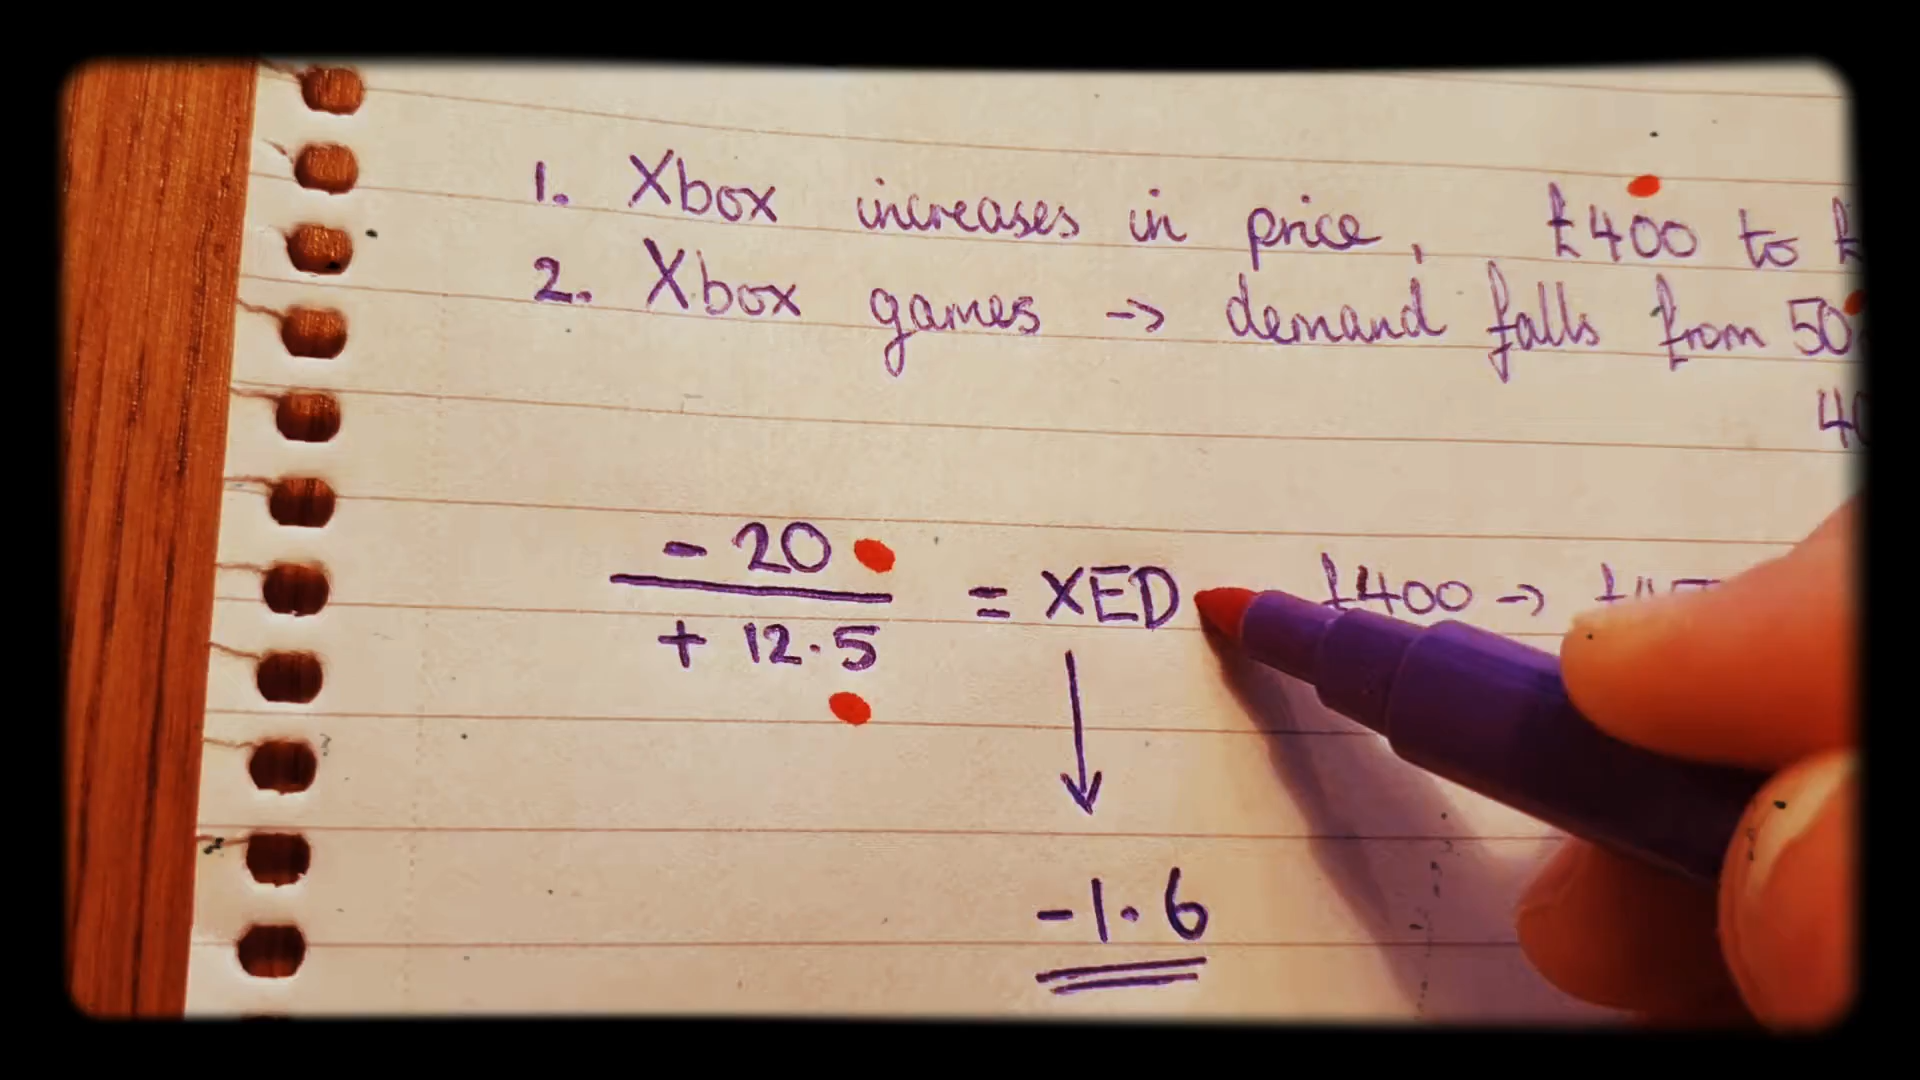 1. Xbox increases in price, £400 to £
2. Xbox games -> demand falls from 50
40
- 20
+ 12.5
= XED
£400 ->
-1.6